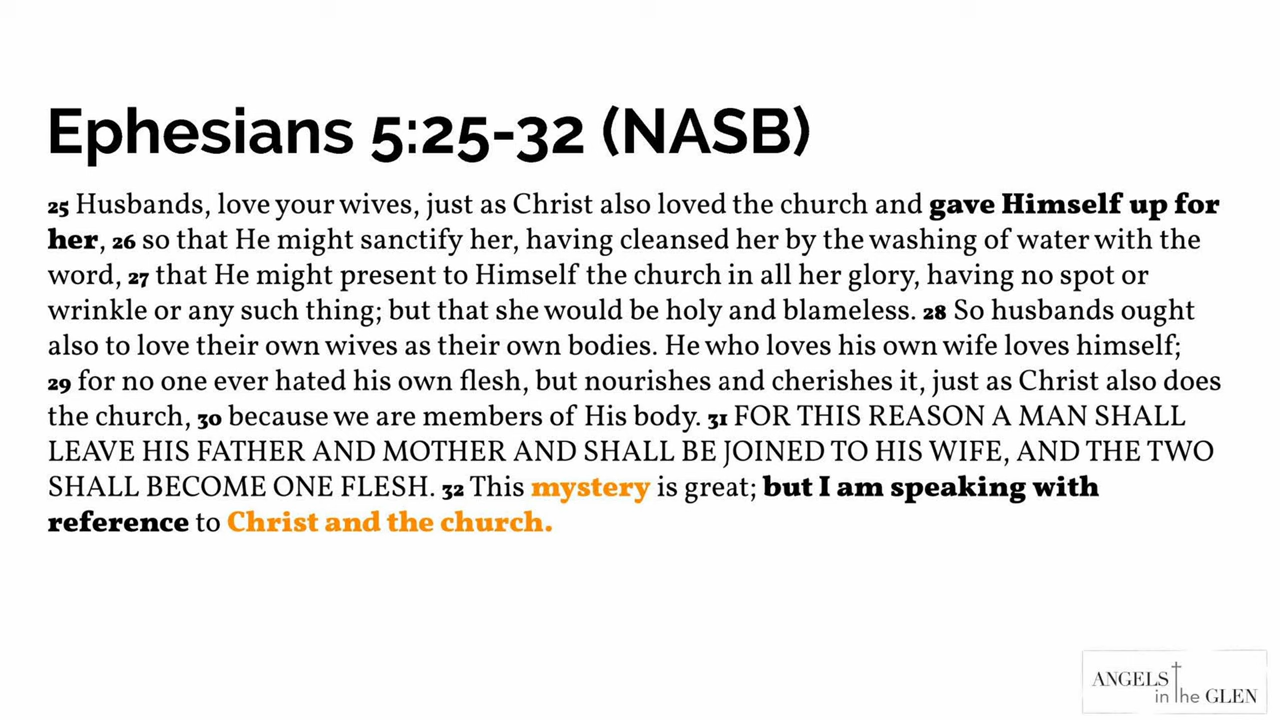 Ephesians 5:25-32 (NASB)
25 Husbands, love your wives, just as Christ also loved the church and gave Himself up for
her, 26 so that He might sanctify her, having cleansed her by the washing of water with the
word, 27 that He might present to Himself the church in all her glory, having no spot or
wrinkle or any such thing; but that she would be holy and blameless. 28 So husbands ought
also to love their own wives as their own bodies. He who loves his own wife loves himself;
29 for no one ever hated his own flesh, but nourishes and cherishes it, just as Christ also does
the church, 30 because we are members of His body. 31 FOR THIS REASON A MAN SHALL
LEAVE HIS FATHER AND MOTHER AND SHALL BE JOINED TO HIS WIFE, AND THE TWO
SHALL BECOME ONE FLESH. 32 This mystery is great; but I am speaking with
reference to Christ and the church.
ANGELS
in the GLEN